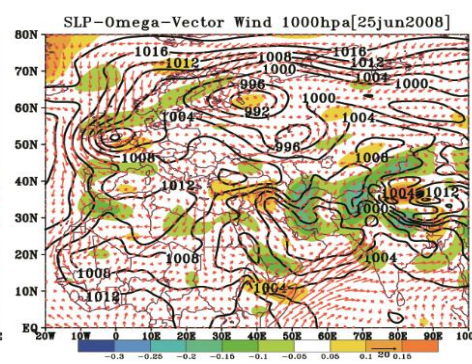 SLP-Omega-Vector Wind 1000hpa[25jun2008]
80N
70N
60N
50N
40N
30N
20N
10N
EQ
1016 1008 1016
1012 1000 1012
1004 1000
996
992 1000
1004 1004
996
1008 1008
1012 1004 1012
1000
1008 1008 1004
1004
1012
20W 10W 0 10E 20E 30E 40E 50E 60E 70E 80E 90E
20
-0.3 -0.25 -0.2 -0.15 -0.1 -0.05 0.05 0.1 0.15